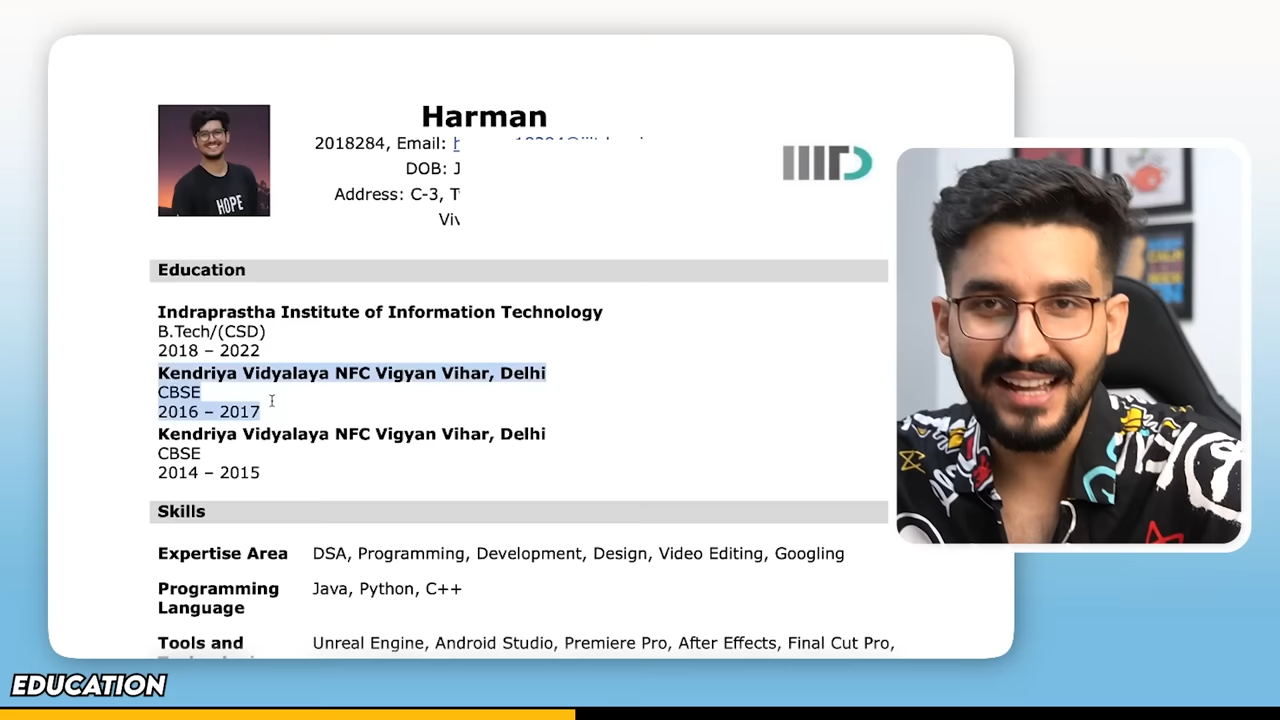 Harman
2018284, Email: h
DOB: J
Address: C-3, T
Viv
IIITD
HOPE
Education
Indraprastha Institute of Information Technology
B.Tech/(CSD)
2018 – 2022
Kendriya Vidyalaya NFC Vigyan Vihar, Delhi
CBSE
2016 – 2017
Kendriya Vidyalaya NFC Vigyan Vihar, Delhi
CBSE
2014 – 2015
Skills
Expertise Area DSA, Programming, Development, Design, Video Editing, Googling
Programming Java, Python, C++
Language
Tools and Unreal Engine, Android Studio, Premiere Pro, After Effects, Final Cut Pro,
EDUCATION